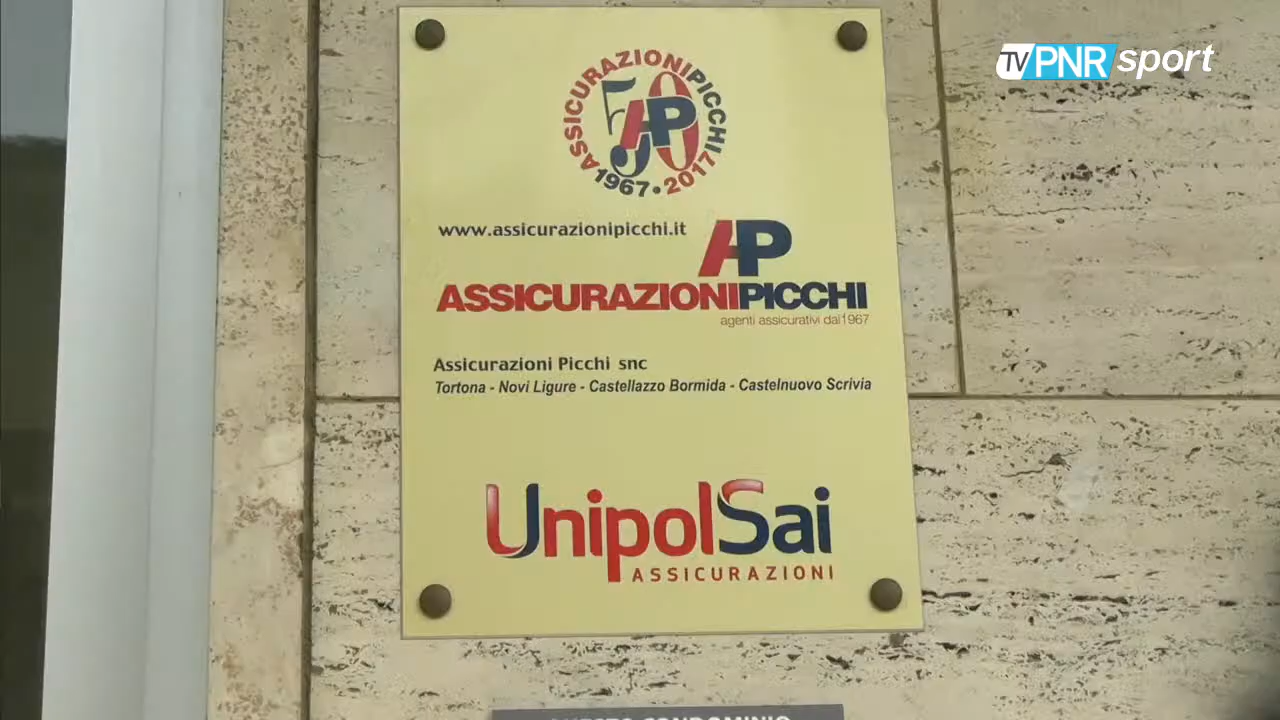 TV PNR sport
ASSICURAZIONI PICCHI
50 AP
1967 • 2017
www.assicurazionipicchi.it
AP
ASSICURAZIONIPICCHI
agenti assicurativi dal 1967
Assicurazioni Picchi snc
Tortona - Novi Ligure - Castellazzo Bormida - Castelnuovo Scrivia
UnipolSai
ASSICURAZIONI
CONDOMINIO